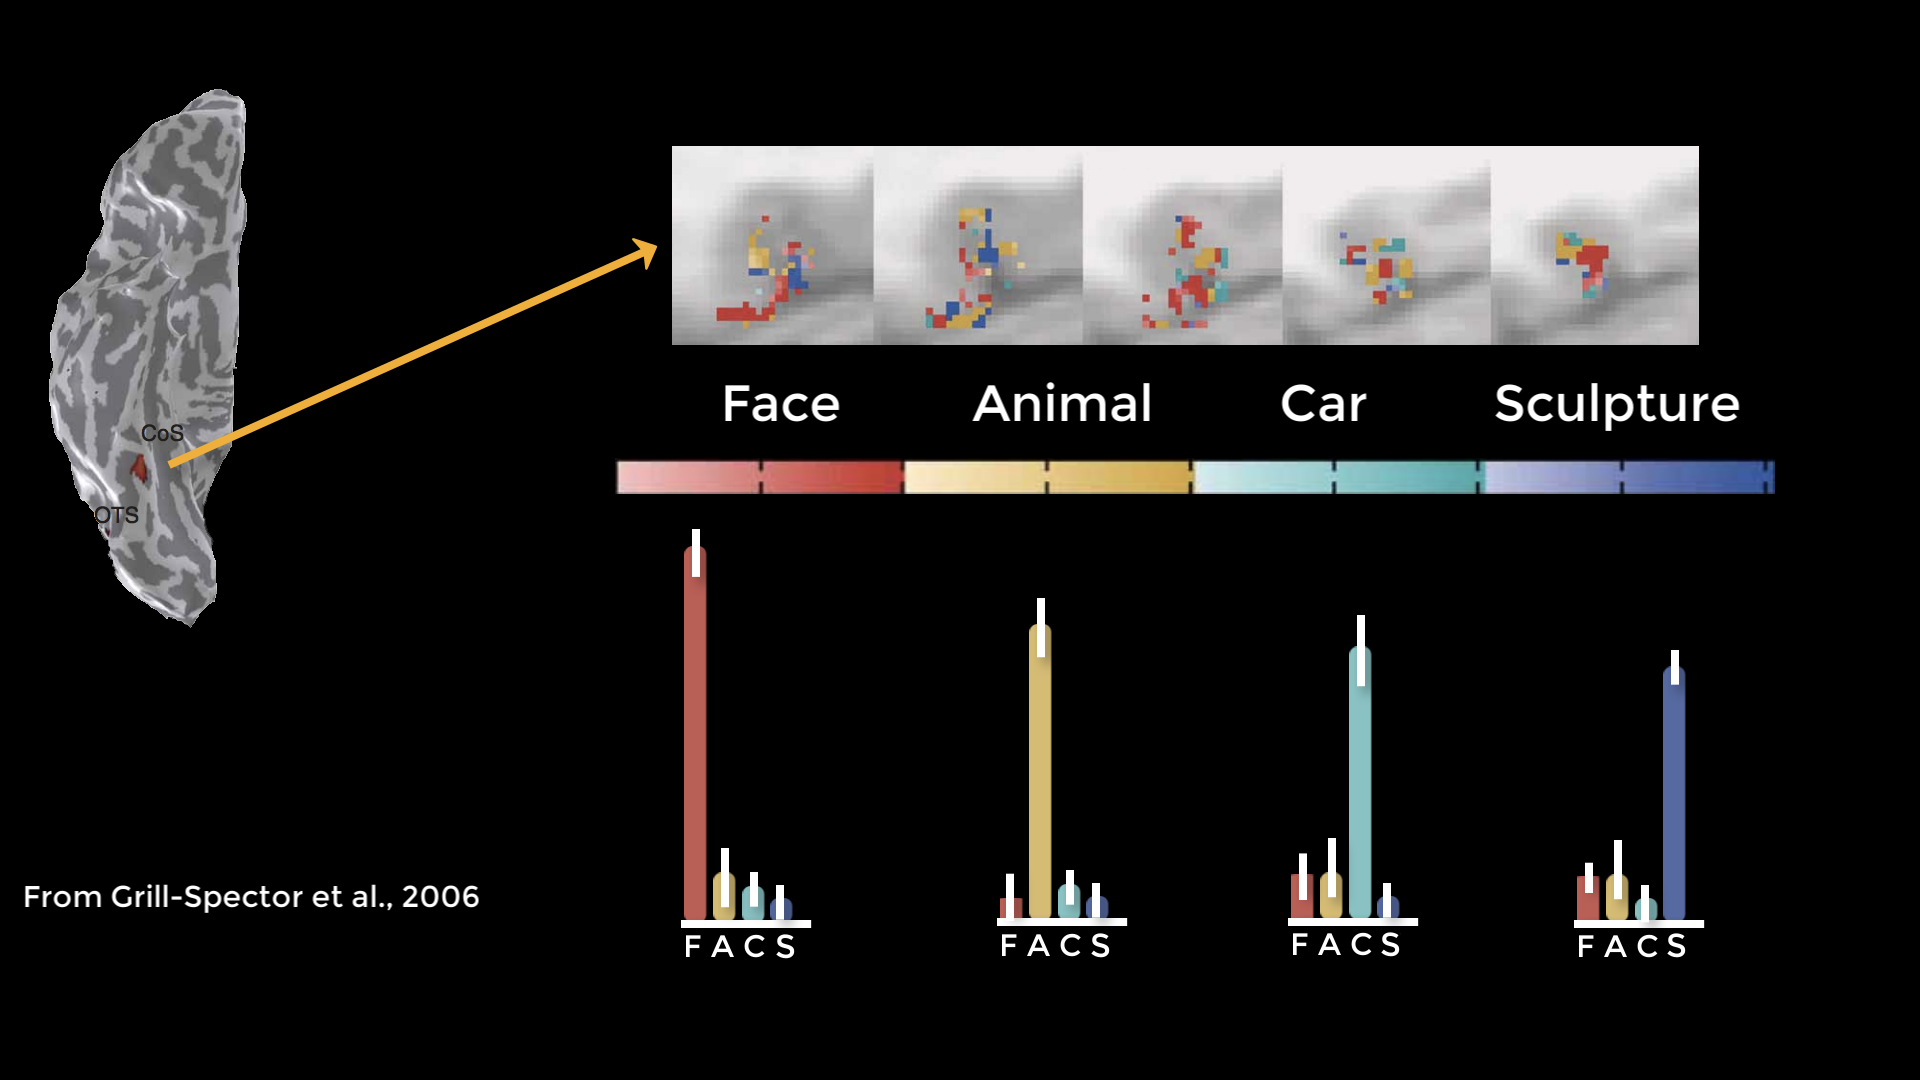 CoS
OTS
Face Animal Car Sculpture
From Grill-Spector et al., 2006
F A C S
F A C S
F A C S
F A C S